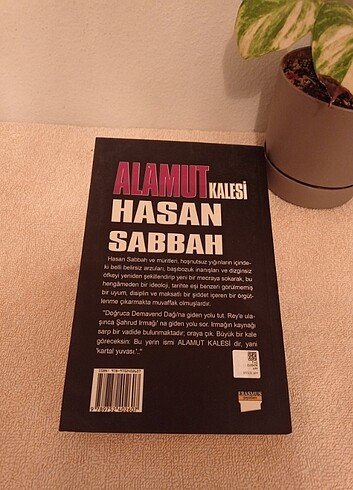 ALAMUT KALESİ
HASAN
SABBAH
Hasan Sabbah ve müritleri, hoşnutsuz yığınların içinde-
ki belli belirsiz arzuları, başıbozuk inanışları ve dizginsiz
öfkeyi yeniden şekillendirip yeni bir mecraya sokarak, bu
hengâmeden bir ideoloji, tarihte eşi benzeri görülmemiş
bir uyum, disiplin ve maksatlı bir şiddet içeren bir örgüt-
lenme çıkarmakta muvaffak olmuşlardır.
"Doğruca Demavend Dağı'na giden yolu tut. Rey'e ula-
şınca Şahrud Irmağı' na giden yolu sor. Irmağın kaynağı
sarp bir vadide bulunmaktadır; oraya çık. Büyük bir kale
göreceksin: Bu yerin ismi ALAMUT KALESİ dir, yani
"kartal yuvası.'..."
ERASMUS